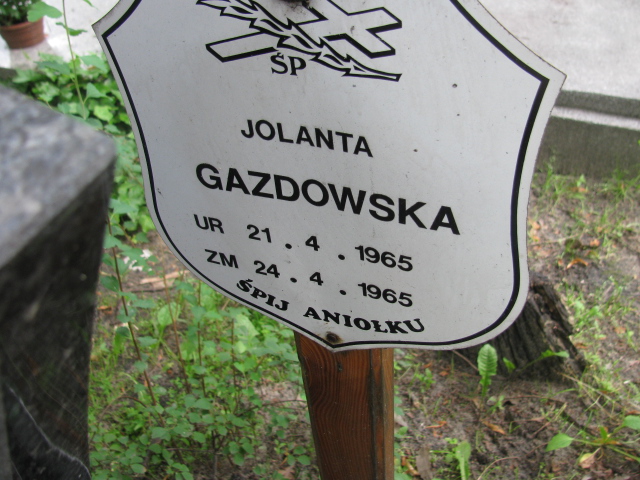 ŚP
JOLANTA
GAZDOWSKA
UR 21 . 4 . 1965
ZM 24 . 4 . 1965
ŚPIJ ANIOŁKU